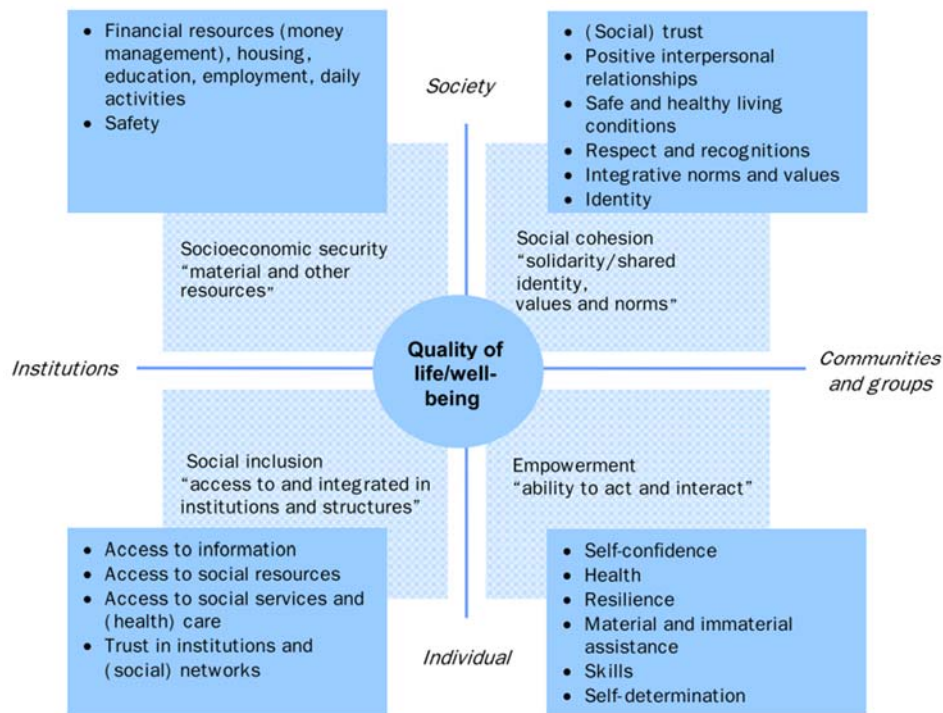 • Financial resources (money
management), housing,
education, employment, daily
activities
• Safety
Society
• (Social) trust
• Positive interpersonal
relationships
• Safe and healthy living
conditions
• Respect and recognitions
• Integrative norms and values
• Identity
Socioeconomic security
“material and other
resources”
Social cohesion
“solidarity/shared
identity,
values and norms”
Institutions
Quality of
life/well-
being
Communities
and groups
Social inclusion
“access to and integrated in
institutions and structures”
Empowerment
“ability to act and interact”
• Access to information
• Access to social resources
• Access to social services and
(health) care
• Trust in institutions and
(social) networks
Individual
• Self-confidence
• Health
• Resilience
• Material and immaterial
assistance
• Skills
• Self-determination